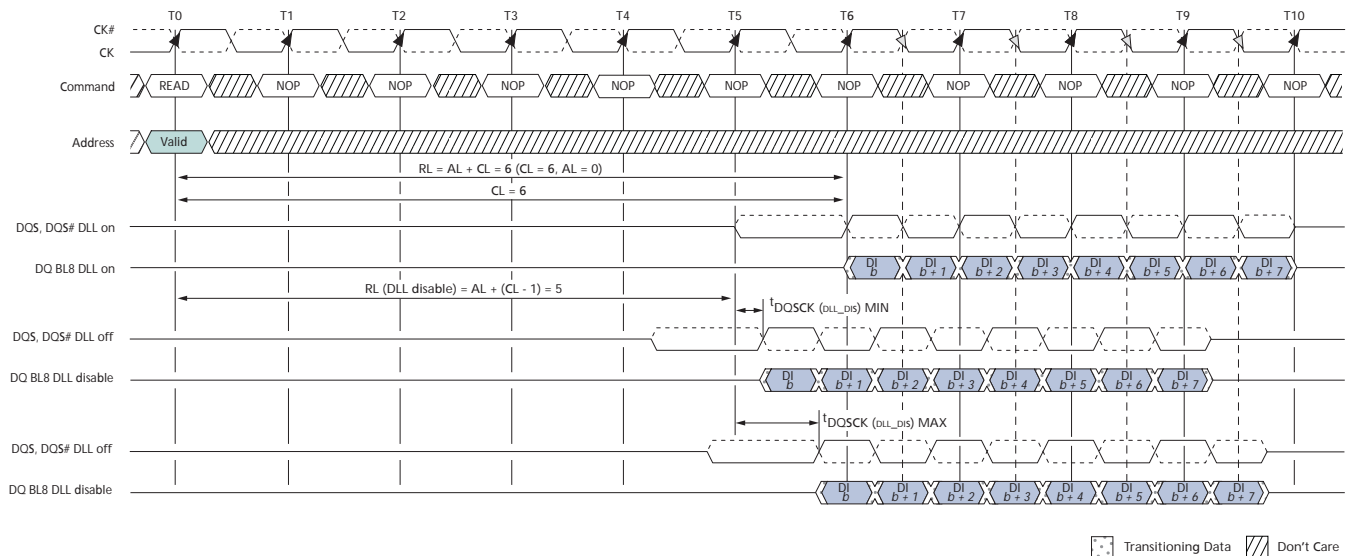 T0 T1 T2 T3 T4 T5 T6 T7 T8 T9 T10
CK#
CK
Command READ NOP NOP NOP NOP NOP NOP NOP NOP NOP NOP
Address Valid
RL = AL + CL = 6 (CL = 6, AL = 0)
CL = 6
DQS, DQS# DLL on
DQ BL8 DLL on DI b DI b + 1 DI b + 2 DI b + 3 DI b + 4 DI b + 5 DI b + 6 DI b + 7
RL (DLL disable) = AL + (CL - 1) = 5
tDQSCK (DLL_DIS) MIN
DQS, DQS# DLL off
DQ BL8 DLL disable DI b DI b + 1 DI b + 2 DI b + 3 DI b + 4 DI b + 5 DI b + 6 DI b + 7
tDQSCK (DLL_DIS) MAX
DQS, DQS# DLL off
DQ BL8 DLL disable DI b DI b + 1 DI b + 2 DI b + 3 DI b + 4 DI b + 5 DI b + 6 DI b + 7
Transitioning Data Don't Care